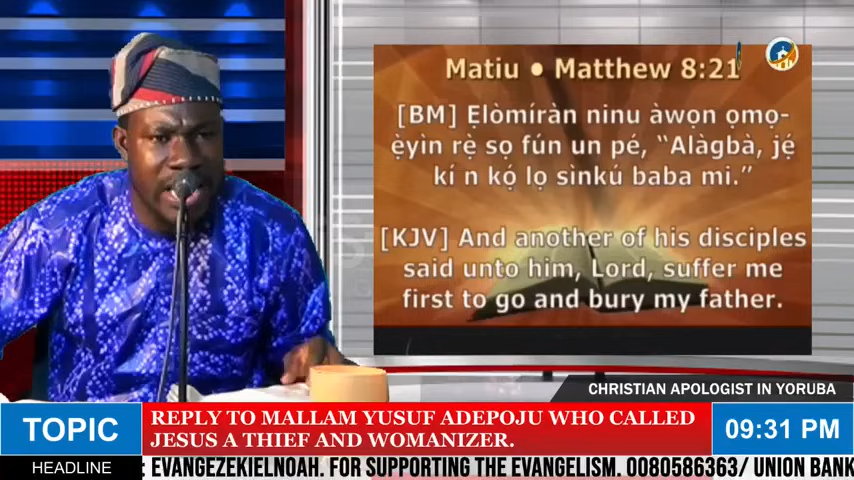 Matiu • Matthew 8:21
[BM] Ẹlòmíràn ninu àwọn ọmọ-
ẹ̀yìn rẹ̀ sọ fún un pé, “Alàgbà, jẹ́
kí n kọ́ lọ sìnkú baba mi.”
[KJV] And another of his disciples
said unto him, Lord, suffer me
first to go and bury my father.
CHRISTIAN APOLOGIST IN YORUBA
TOPIC
REPLY TO MALLAM YUSUF ADEPOJU WHO CALLED
JESUS A THIEF AND WOMANIZER.
09:31 PM
HEADLINE
: EVANGEZEKIELNOAH. FOR SUPPORTING THE EVANGELISM. 0080586363/ UNION BANK